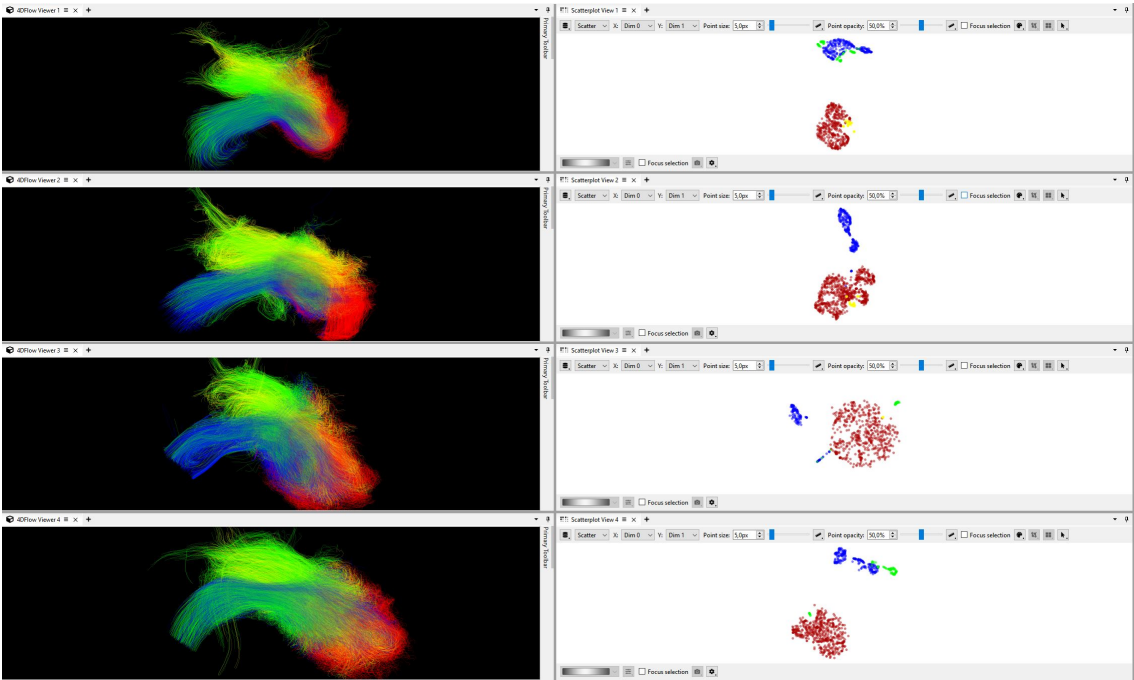 4DFlow Viewer 1
Primary Toolbar
Scatterplot View 1
Scatter X: Dim 0 Y: Dim 1 Point size: 5,0px Point opacity: 50,0% Focus selection
Focus selection
4DFlow Viewer 2
Primary Toolbar
Scatterplot View 2
Scatter X: Dim 0 Y: Dim 1 Point size: 5,0px Point opacity: 50,0% Focus selection
Focus selection
4DFlow Viewer 3
Primary Toolbar
Scatterplot View 3
Scatter X: Dim 0 Y: Dim 1 Point size: 5,0px Point opacity: 50,0% Focus selection
Focus selection
4DFlow Viewer 4
Primary Toolbar
Scatterplot View 4
Scatter X: Dim 0 Y: Dim 1 Point size: 5,0px Point opacity: 50,0% Focus selection
Focus selection